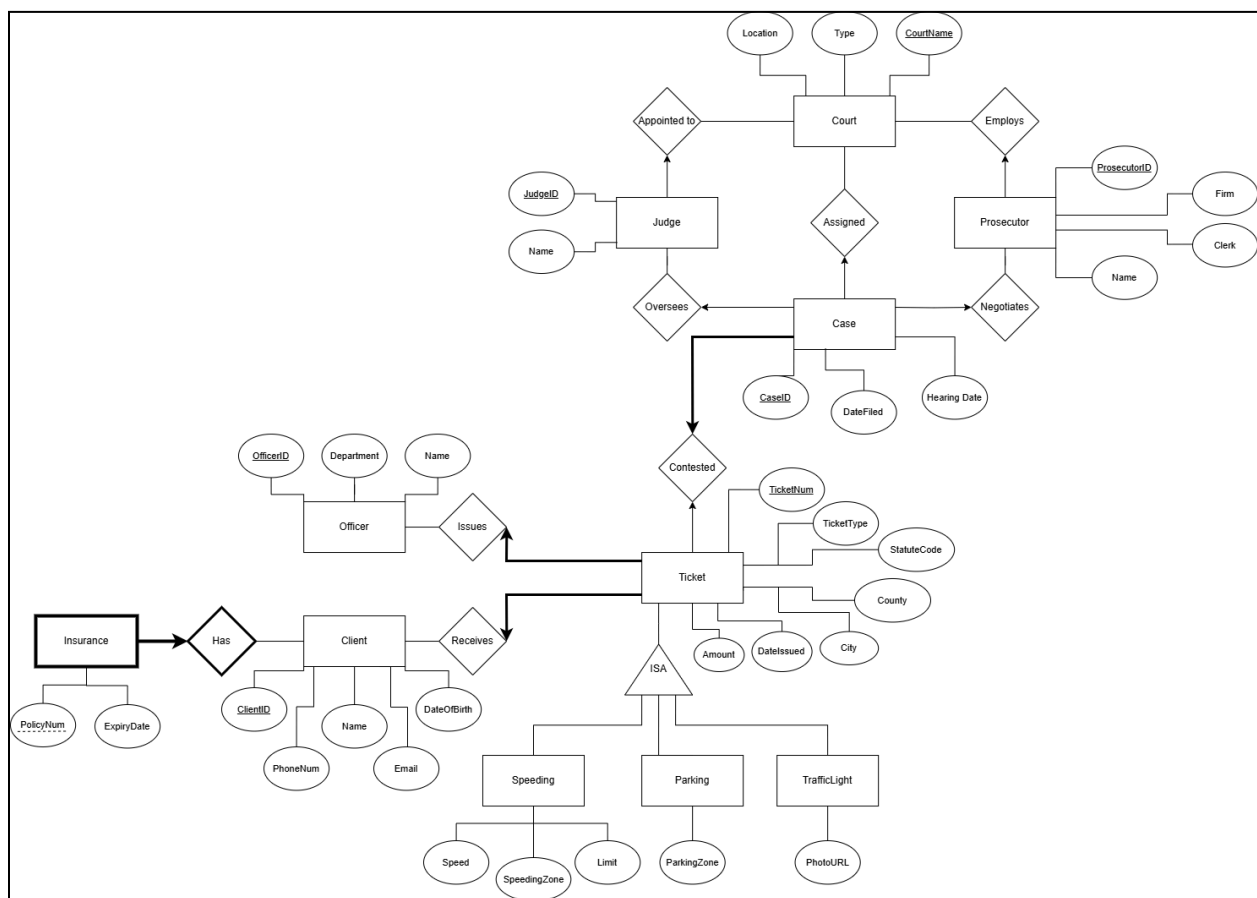 Location
Type
CourtName
Appointed to
Court
Employs
ProsecutorID
JudgeID
Firm
Judge
Assigned
Prosecutor
Clerk
Name
Name
Oversees
Case
Negotiates
CaseID
DateFiled
Hearing Date
OfficerID
Department
Name
Contested
TicketNum
TicketType
Officer
Issues
StatuteCode
Ticket
County
Insurance
Has
Client
Receives
Amount
DateIssued
City
ISA
ClientID
Name
DateOfBirth
PolicyNum
ExpiryDate
PhoneNum
Email
Speeding
Parking
TrafficLight
Speed
SpeedingZone
Limit
ParkingZone
PhotoURL